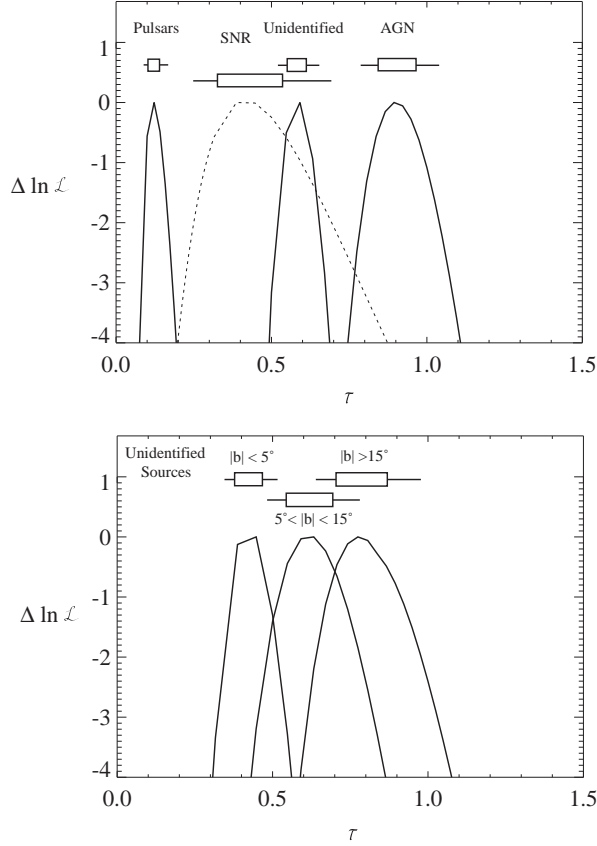 Pulsars
SNR
Unidentified
AGN
1
0
-1
-2
-3
-4
Δ ln ℒ
0.0 0.5 1.0 1.5
τ
Unidentified
Sources
|b| < 5°
|b| >15°
5°< |b| < 15°
1
0
-1
-2
-3
-4
Δ ln ℒ
0.0 0.5 1.0 1.5
τ